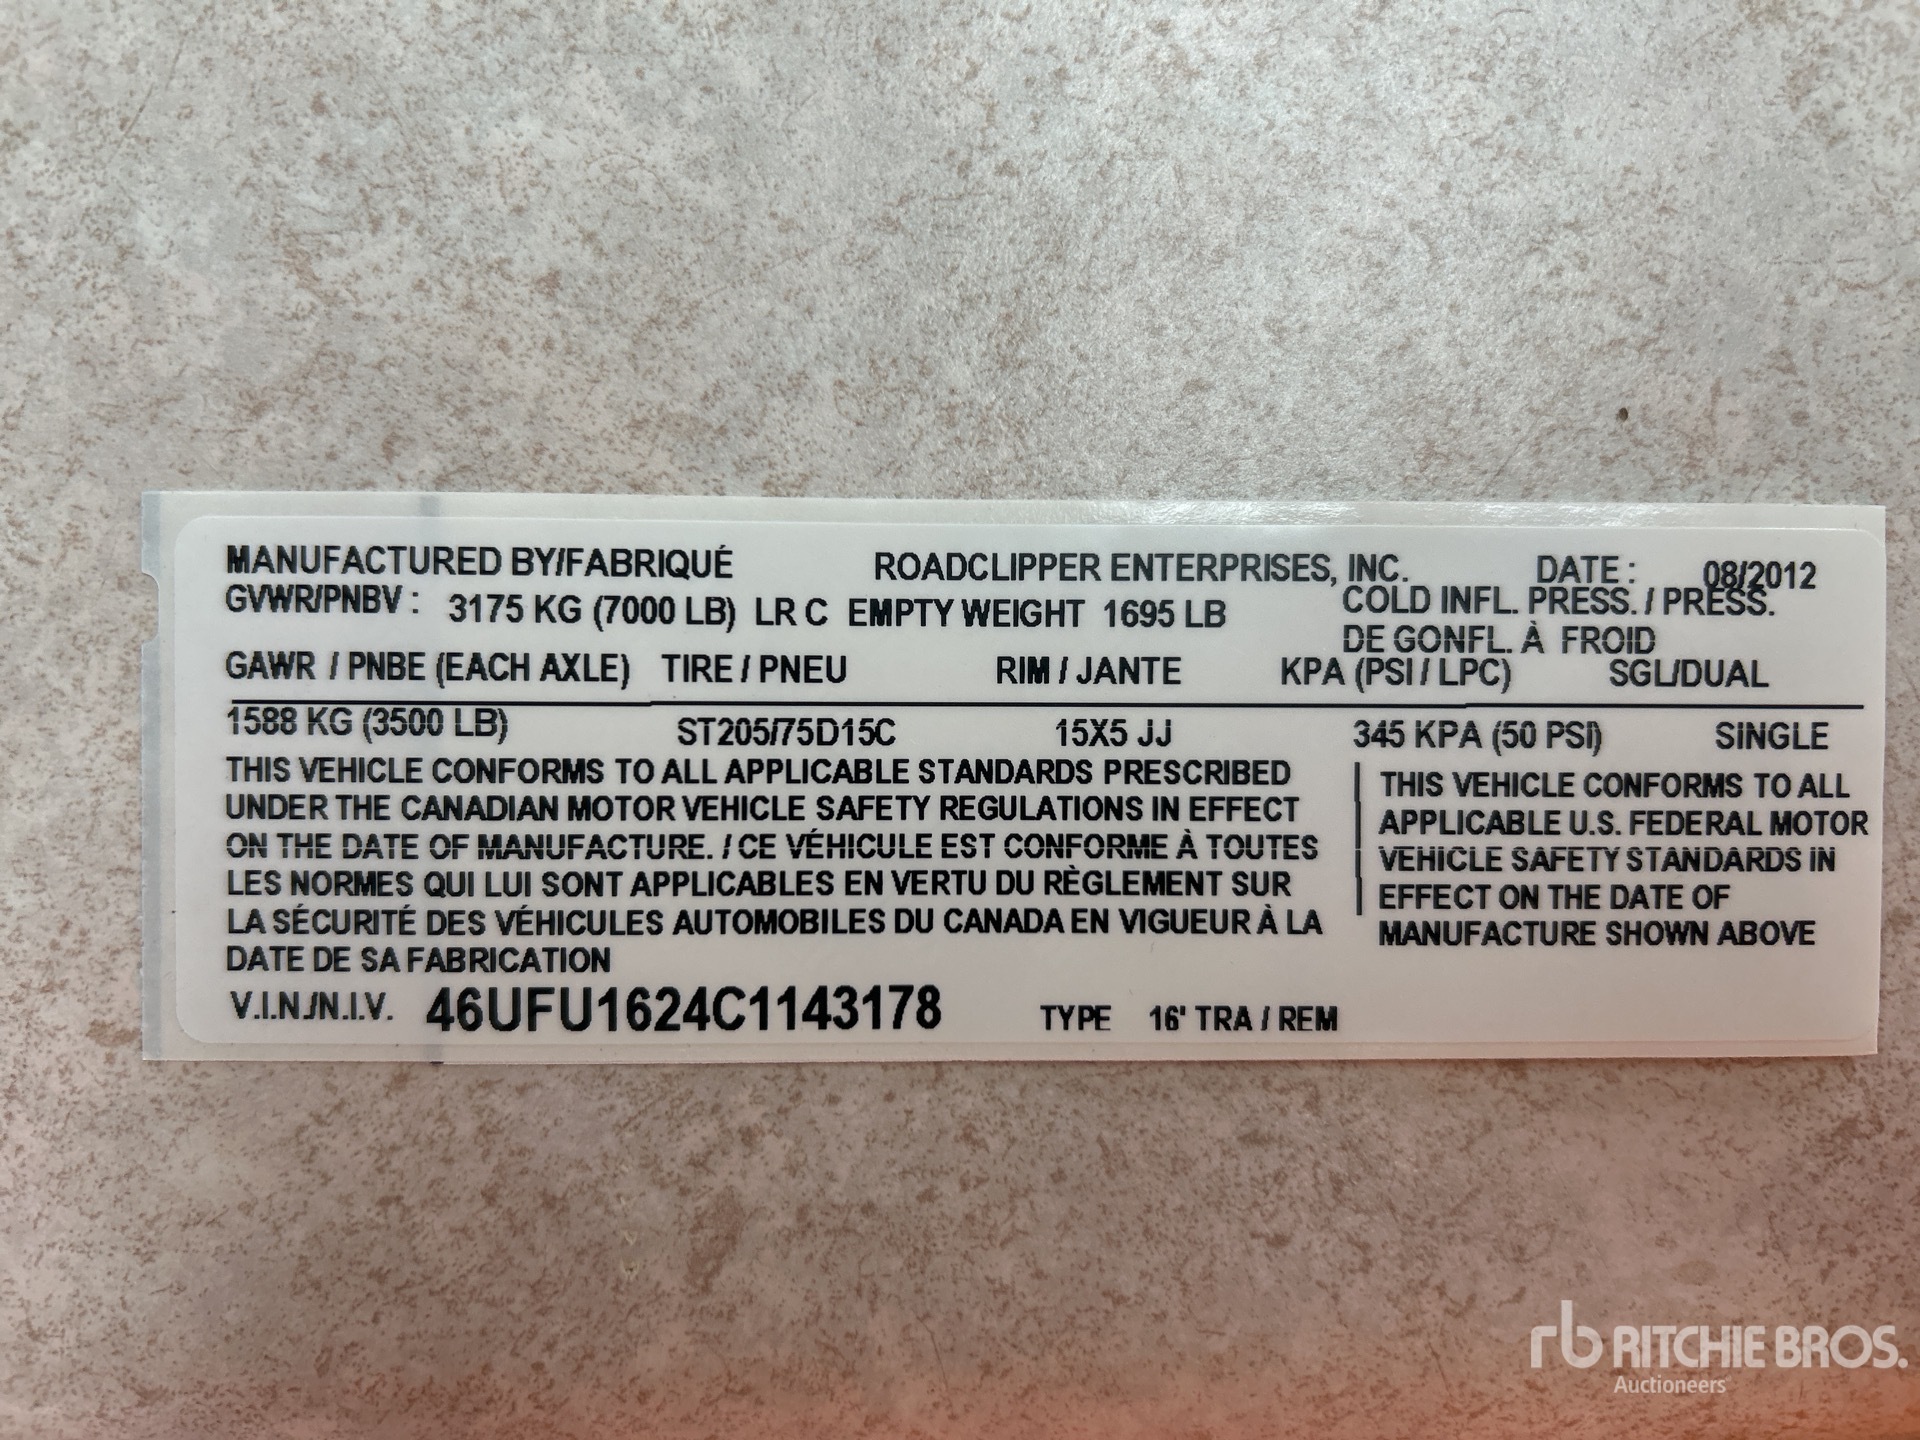 MANUFACTURED BY/FABRIQUÉ ROADCLIPPER ENTERPRISES, INC. DATE : 08/2012
GVWR/PNBV : 3175 KG (7000 LB) LR C EMPTY WEIGHT 1695 LB COLD INFL. PRESS. / PRESS.
DE GONFL. À FROID
GAWR / PNBE (EACH AXLE) TIRE / PNEU RIM / JANTE KPA (PSI / LPC) SGL/DUAL
1588 KG (3500 LB) ST205/75D15C 15X5 JJ 345 KPA (50 PSI) SINGLE
THIS VEHICLE CONFORMS TO ALL APPLICABLE STANDARDS PRESCRIBED
UNDER THE CANADIAN MOTOR VEHICLE SAFETY REGULATIONS IN EFFECT
ON THE DATE OF MANUFACTURE. / CE VÉHICULE EST CONFORME À TOUTES
LES NORMES QUI LUI SONT APPLICABLES EN VERTU DU RÈGLEMENT SUR
LA SÉCURITÉ DES VÉHICULES AUTOMOBILES DU CANADA EN VIGUEUR À LA
DATE DE SA FABRICATION
THIS VEHICLE CONFORMS TO ALL
APPLICABLE U.S. FEDERAL MOTOR
VEHICLE SAFETY STANDARDS IN
EFFECT ON THE DATE OF
MANUFACTURE SHOWN ABOVE
V.I.N./N.I.V. 46UFU1624C1143178 TYPE 16' TRA / REM
rb RITCHIE BROS.
Auctioneers